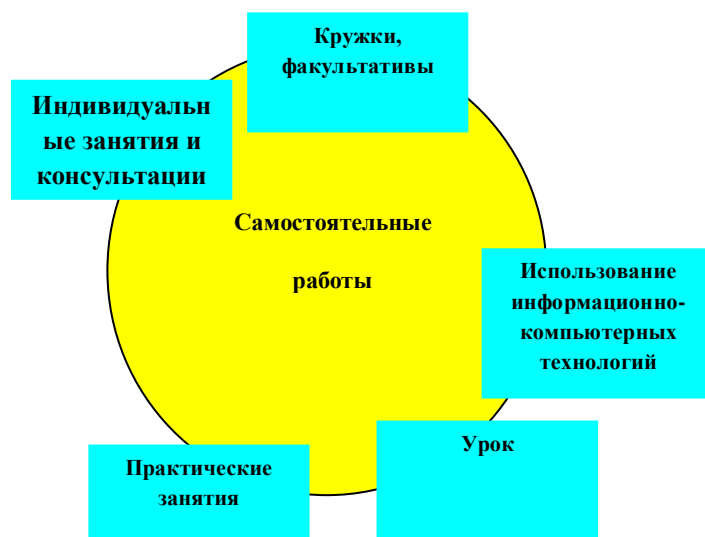 Кружки,
факультативы
Индивидуальн
ые занятия и
консультации
Самостоятельные
работы
Использование
информационно-
компьютерных
технологий
Урок
Практические
занятия